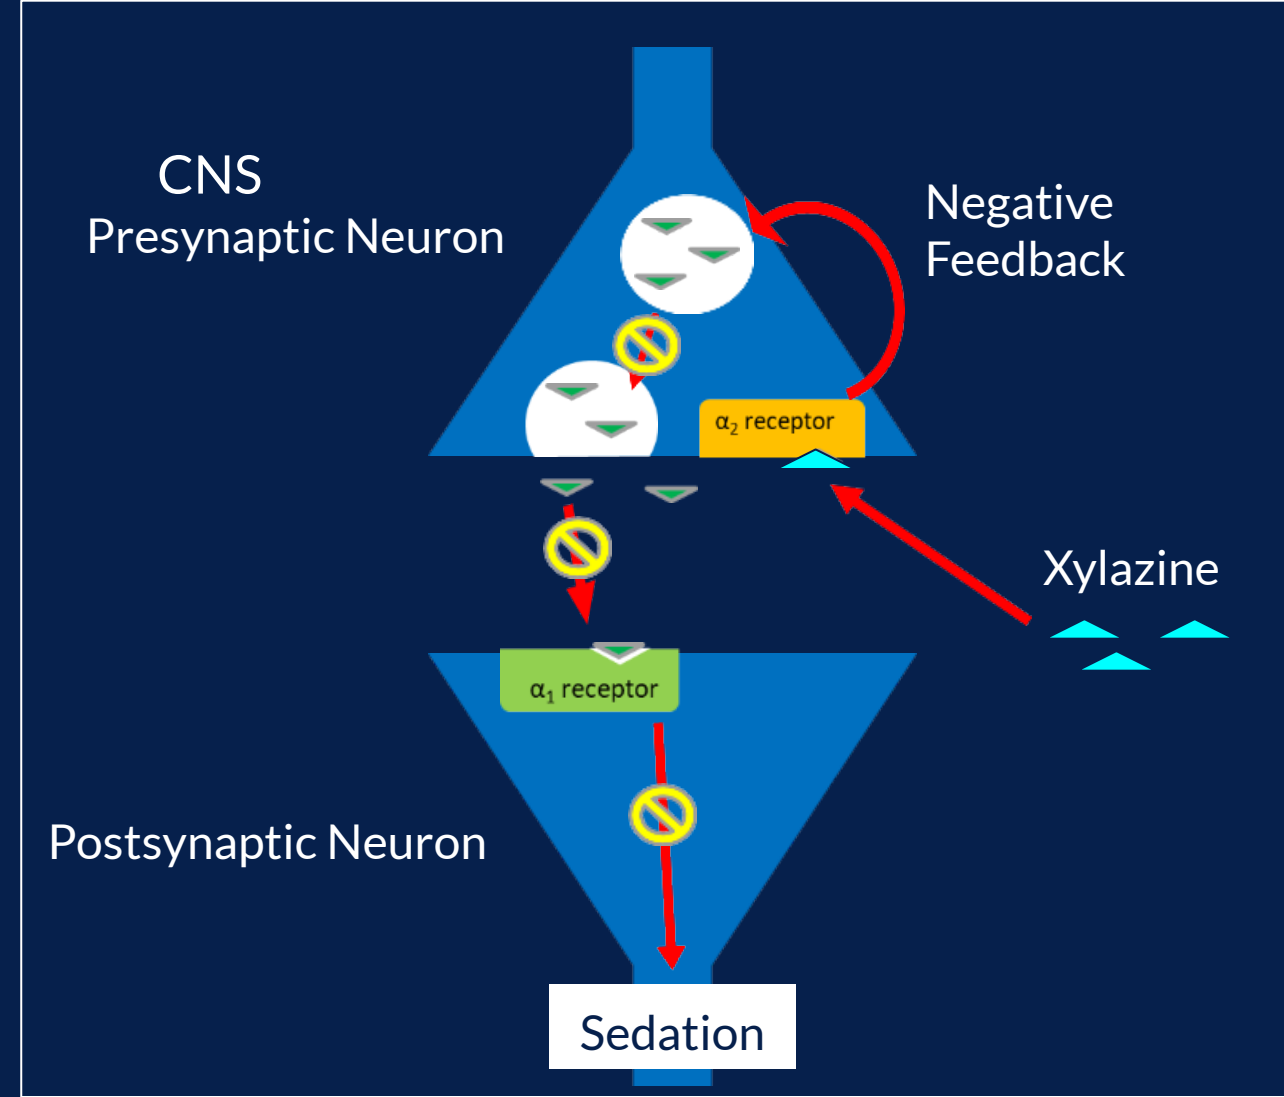 CNS
Presynaptic Neuron
Negative
Feedback
α₂ receptor
Xylazine
α₁ receptor
Postsynaptic Neuron
Sedation